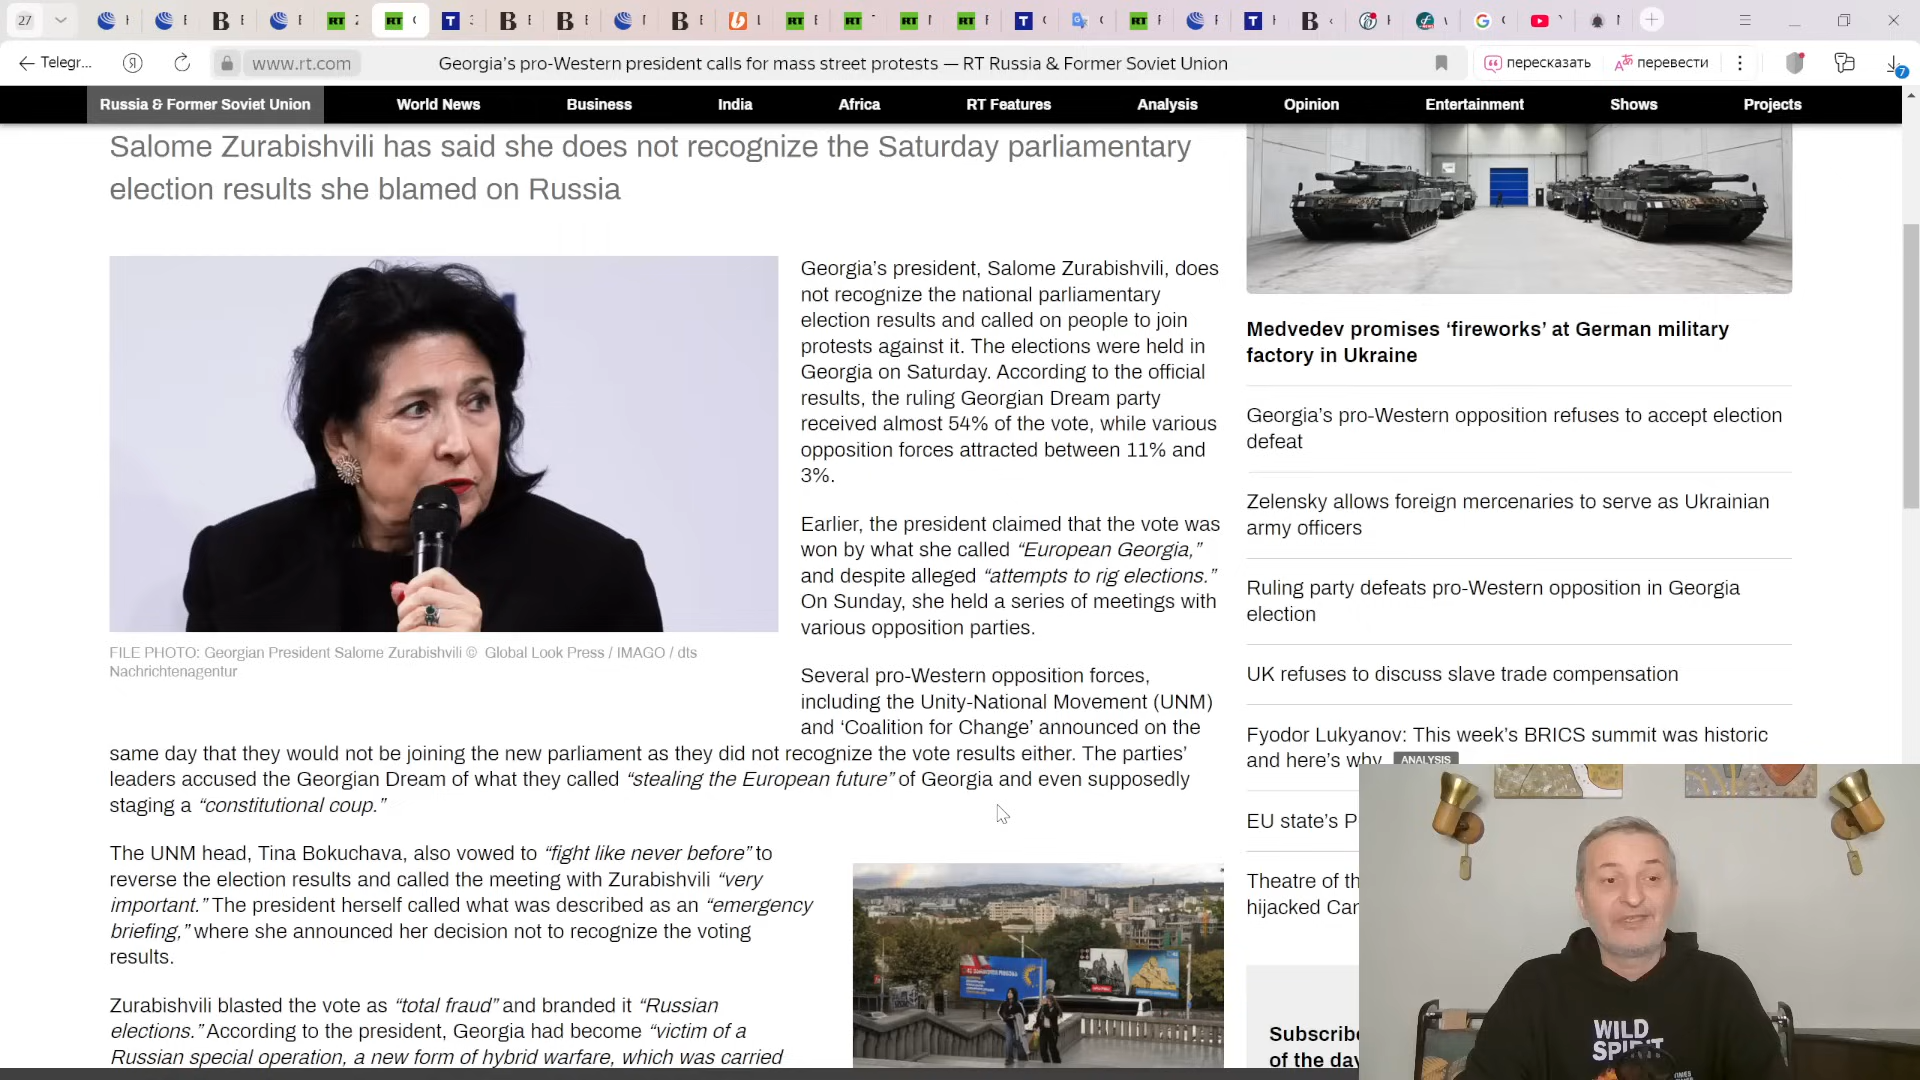 27
Telegr...
www.rt.com
Georgia’s pro-Western president calls for mass street protests — RT Russia & Former Soviet Union
пересказать
перевести
7
Russia & Former Soviet Union
World News
Business
India
Africa
RT Features
Analysis
Opinion
Entertainment
Shows
Projects
Salome Zurabishvili has said she does not recognize the Saturday parliamentary
election results she blamed on Russia
Georgia’s president, Salome Zurabishvili, does
not recognize the national parliamentary
election results and called on people to join
protests against it. The elections were held in
Georgia on Saturday. According to the official
results, the ruling Georgian Dream party
received almost 54% of the vote, while various
opposition forces attracted between 11% and
3%.
Earlier, the president claimed that the vote was
won by what she called “European Georgia,”
and despite alleged “attempts to rig elections.”
On Sunday, she held a series of meetings with
various opposition parties.
FILE PHOTO: Georgian President Salome Zurabishvili © Global Look Press / IMAGO / dts
Nachrichtenagentur
Several pro-Western opposition forces,
including the Unity-National Movement (UNM)
and ‘Coalition for Change’ announced on the
same day that they would not be joining the new parliament as they did not recognize the vote results either. The parties’
leaders accused the Georgian Dream of what they called “stealing the European future” of Georgia and even supposedly
staging a “constitutional coup.”
The UNM head, Tina Bokuchava, also vowed to “fight like never before” to
reverse the election results and called the meeting with Zurabishvili “very
important.” The president herself called what was described as an “emergency
briefing,” where she announced her decision not to recognize the voting
results.
Zurabishvili blasted the vote as “total fraud” and branded it “Russian
elections.” According to the president, Georgia had become “victim of a
Russian special operation, a new form of hybrid warfare, which was carried
Medvedev promises ‘fireworks’ at German military
factory in Ukraine
Georgia’s pro-Western opposition refuses to accept election
defeat
Zelensky allows foreign mercenaries to serve as Ukrainian
army officers
Ruling party defeats pro-Western opposition in Georgia
election
UK refuses to discuss slave trade compensation
Fyodor Lukyanov: This week’s BRICS summit was historic
and here’s why ANALYSIS
EU state’s P
Theatre of th
hijacked Car
Subscribe
of the day
WILD
SPIRIT